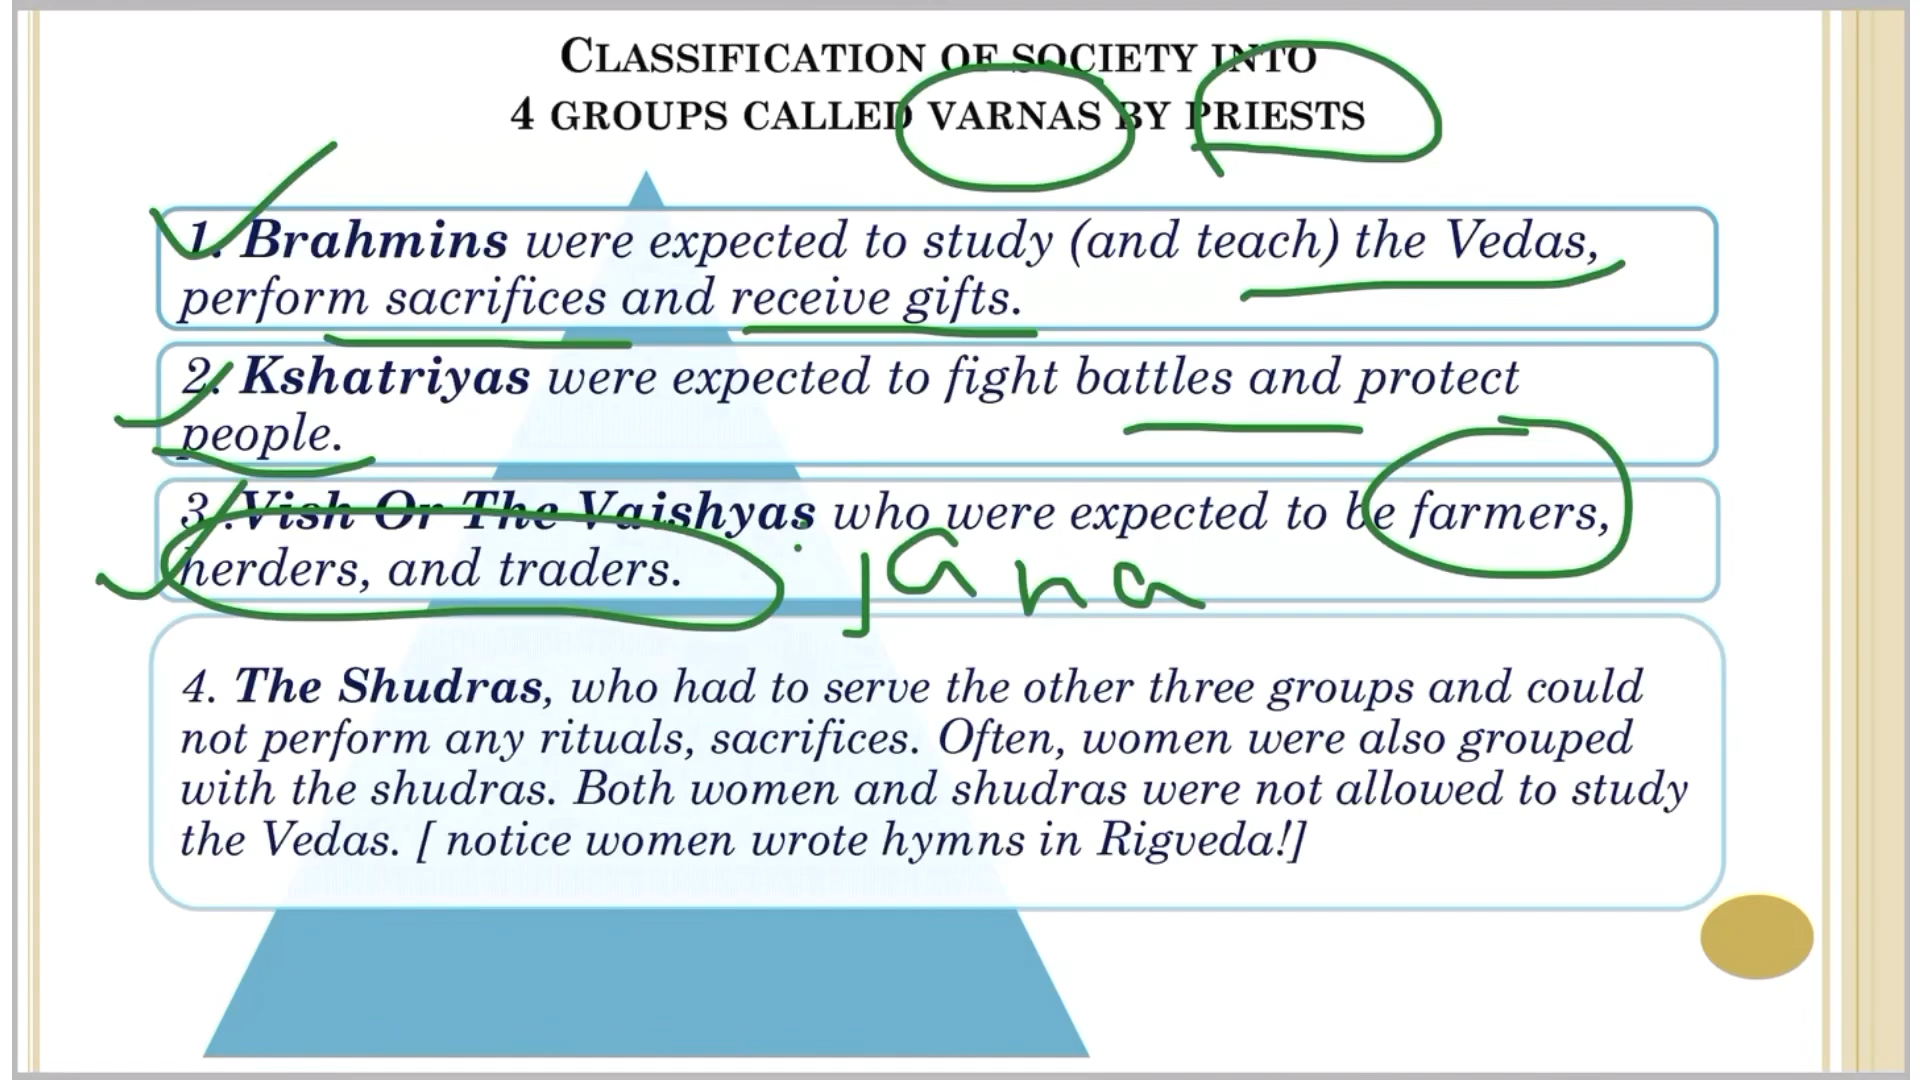 CLASSIFICATION OF SOCIETY INTO
4 GROUPS CALLED VARNAS BY PRIESTS
1. Brahmins were expected to study (and teach) the Vedas,
perform sacrifices and receive gifts.
2. Kshatriyas were expected to fight battles and protect
people.
3 .Vish Or The Vaishyas who were expected to be farmers,
herders, and traders.
jana
4. The Shudras, who had to serve the other three groups and could
not perform any rituals, sacrifices. Often, women were also grouped
with the shudras. Both women and shudras were not allowed to study
the Vedas. [ notice women wrote hymns in Rigveda!]